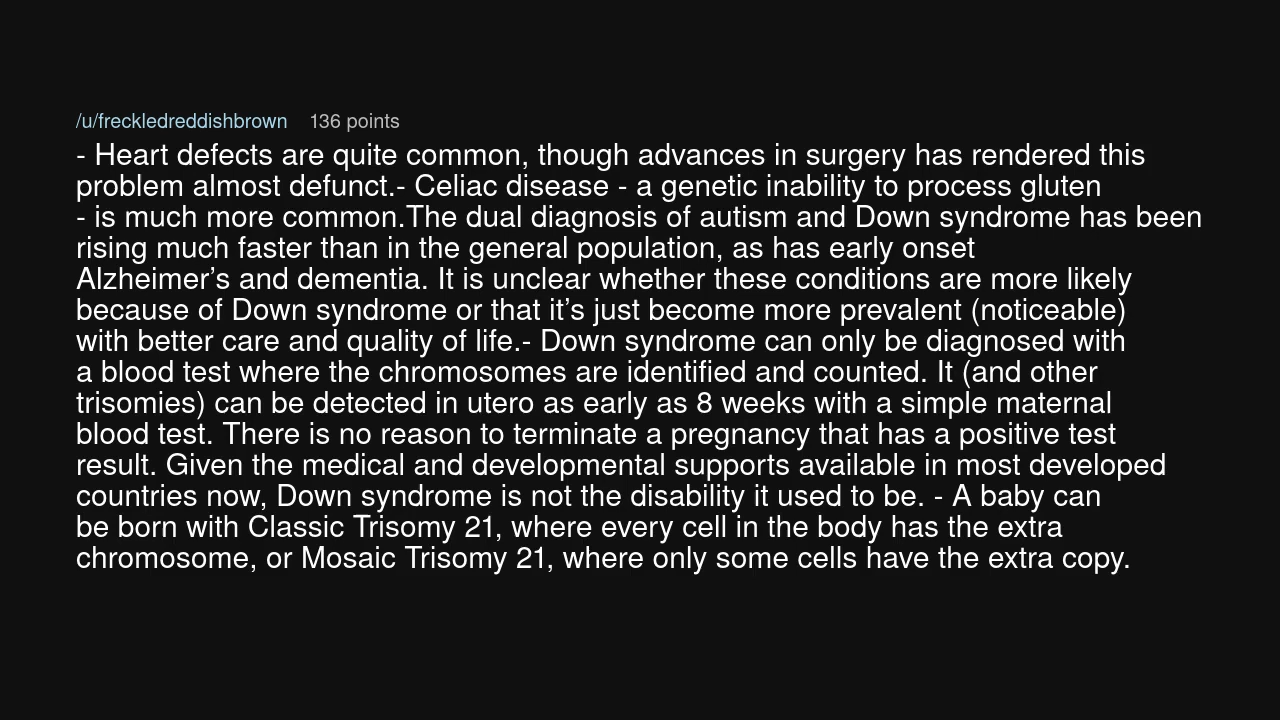 /u/freckledreddishbrown 136 points
- Heart defects are quite common, though advances in surgery has rendered this
problem almost defunct.- Celiac disease - a genetic inability to process gluten
- is much more common.The dual diagnosis of autism and Down syndrome has been
rising much faster than in the general population, as has early onset
Alzheimer’s and dementia. It is unclear whether these conditions are more likely
because of Down syndrome or that it’s just become more prevalent (noticeable)
with better care and quality of life.- Down syndrome can only be diagnosed with
a blood test where the chromosomes are identified and counted. It (and other
trisomies) can be detected in utero as early as 8 weeks with a simple maternal
blood test. There is no reason to terminate a pregnancy that has a positive test
result. Given the medical and developmental supports available in most developed
countries now, Down syndrome is not the disability it used to be. - A baby can
be born with Classic Trisomy 21, where every cell in the body has the extra
chromosome, or Mosaic Trisomy 21, where only some cells have the extra copy.